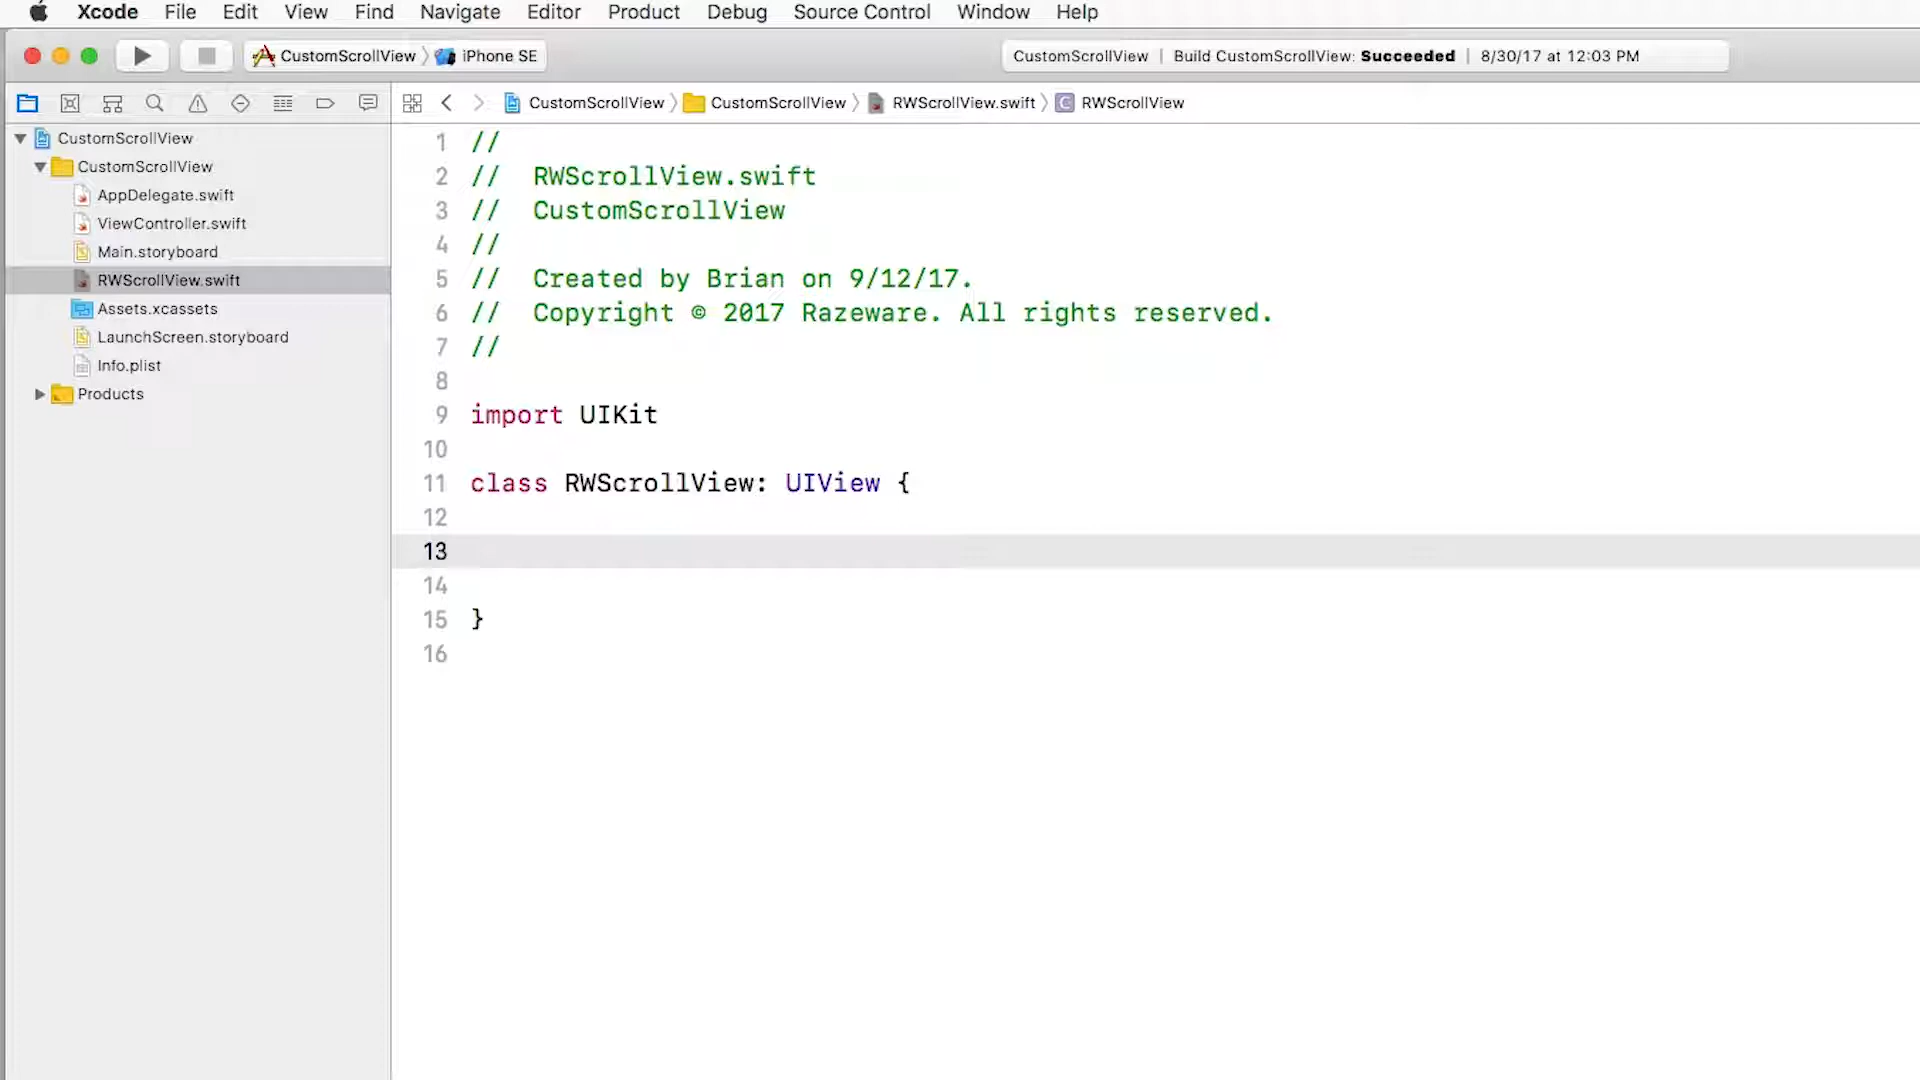 Xcode File Edit View Find Navigate Editor Product Debug Source Control Window Help
CustomScrollView iPhone SE CustomScrollView | Build CustomScrollView: Succeeded | 8/30/17 at 12:03 PM
CustomScrollView CustomScrollView RWScrollView.swift C RWScrollView
CustomScrollView
CustomScrollView
AppDelegate.swift
ViewController.swift
Main.storyboard
RWScrollView.swift
Assets.xcassets
LaunchScreen.storyboard
Info.plist
Products
1 //
2 //  RWScrollView.swift
3 //  CustomScrollView
4 //
5 //  Created by Brian on 9/12/17.
6 //  Copyright © 2017 Razeware. All rights reserved.
7 //
8
9 import UIKit
10
11 class RWScrollView: UIView {
12
13
14
15 }
16